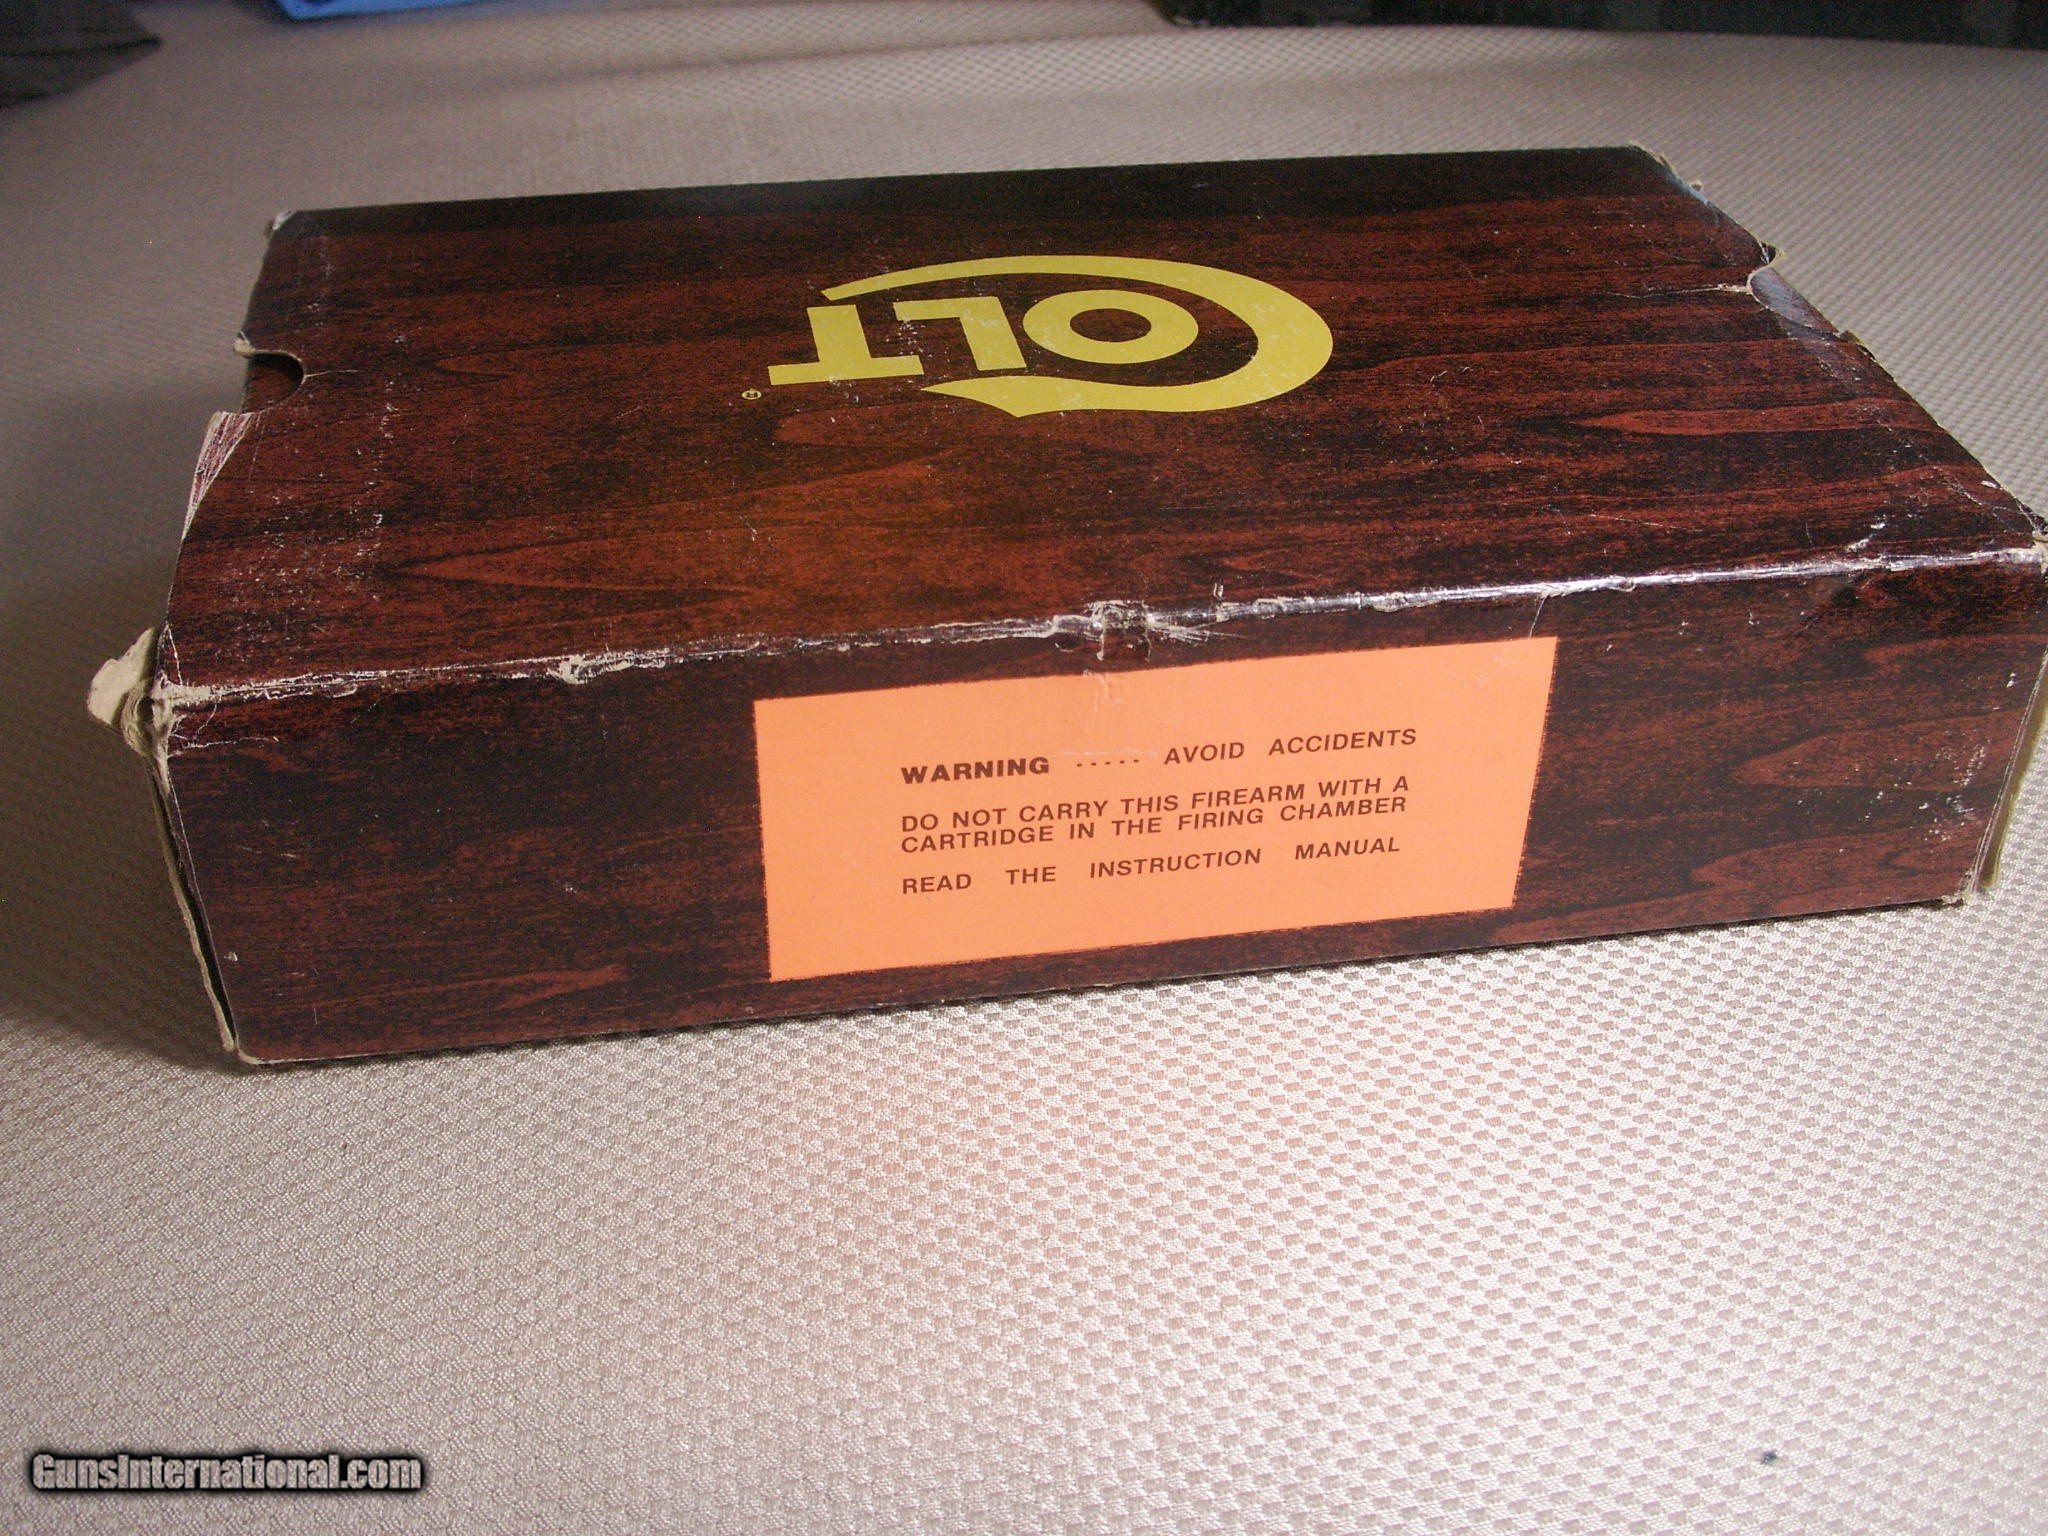 COLT
®
WARNING ..... AVOID ACCIDENTS
DO NOT CARRY THIS FIREARM WITH A
CARTRIDGE IN THE FIRING CHAMBER
READ THE INSTRUCTION MANUAL
GunsInternational.com